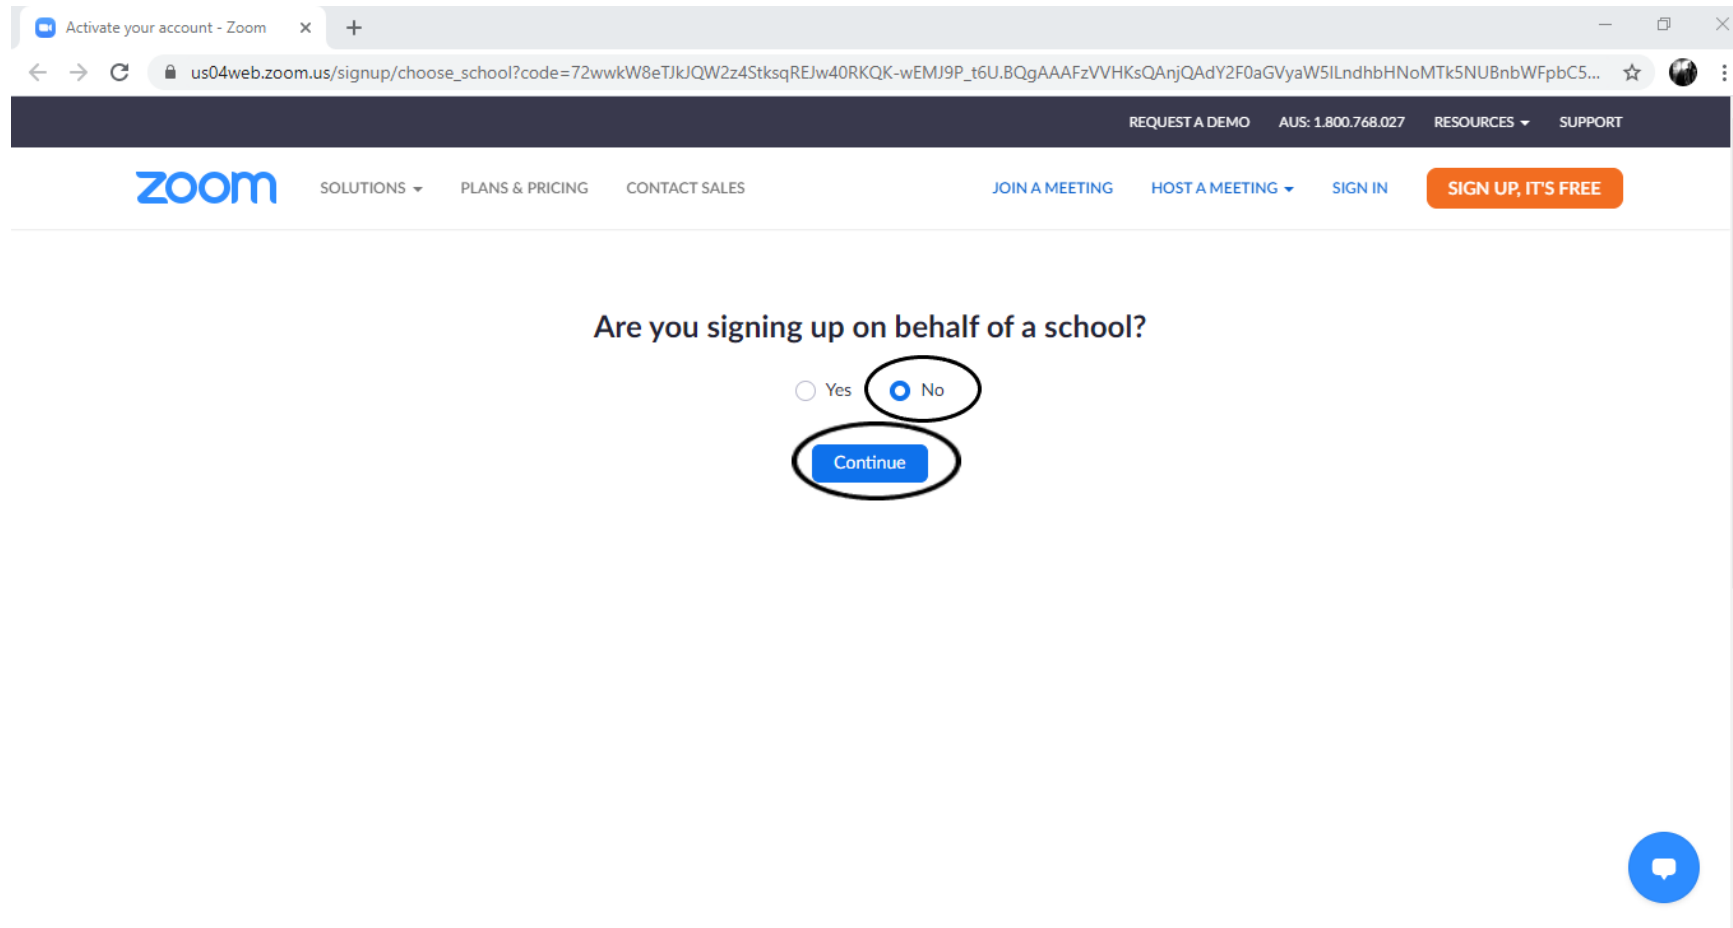 Activate your account - Zoom
us04web.zoom.us/signup/choose_school?code=72wwkW8eTJkJQW2z4StksqREJw40RKQK-wEMJ9P_t6U.BQgAAAFzVVHKsQAnjQAdY2F0aGVyaW5lLndhbHNoMTk5NUBnbWFpbC5...
REQUEST A DEMO AUS: 1.800.768.027 RESOURCES SUPPORT
zoom SOLUTIONS PLANS & PRICING CONTACT SALES JOIN A MEETING HOST A MEETING SIGN IN SIGN UP, IT'S FREE
Are you signing up on behalf of a school?
Yes No
Continue